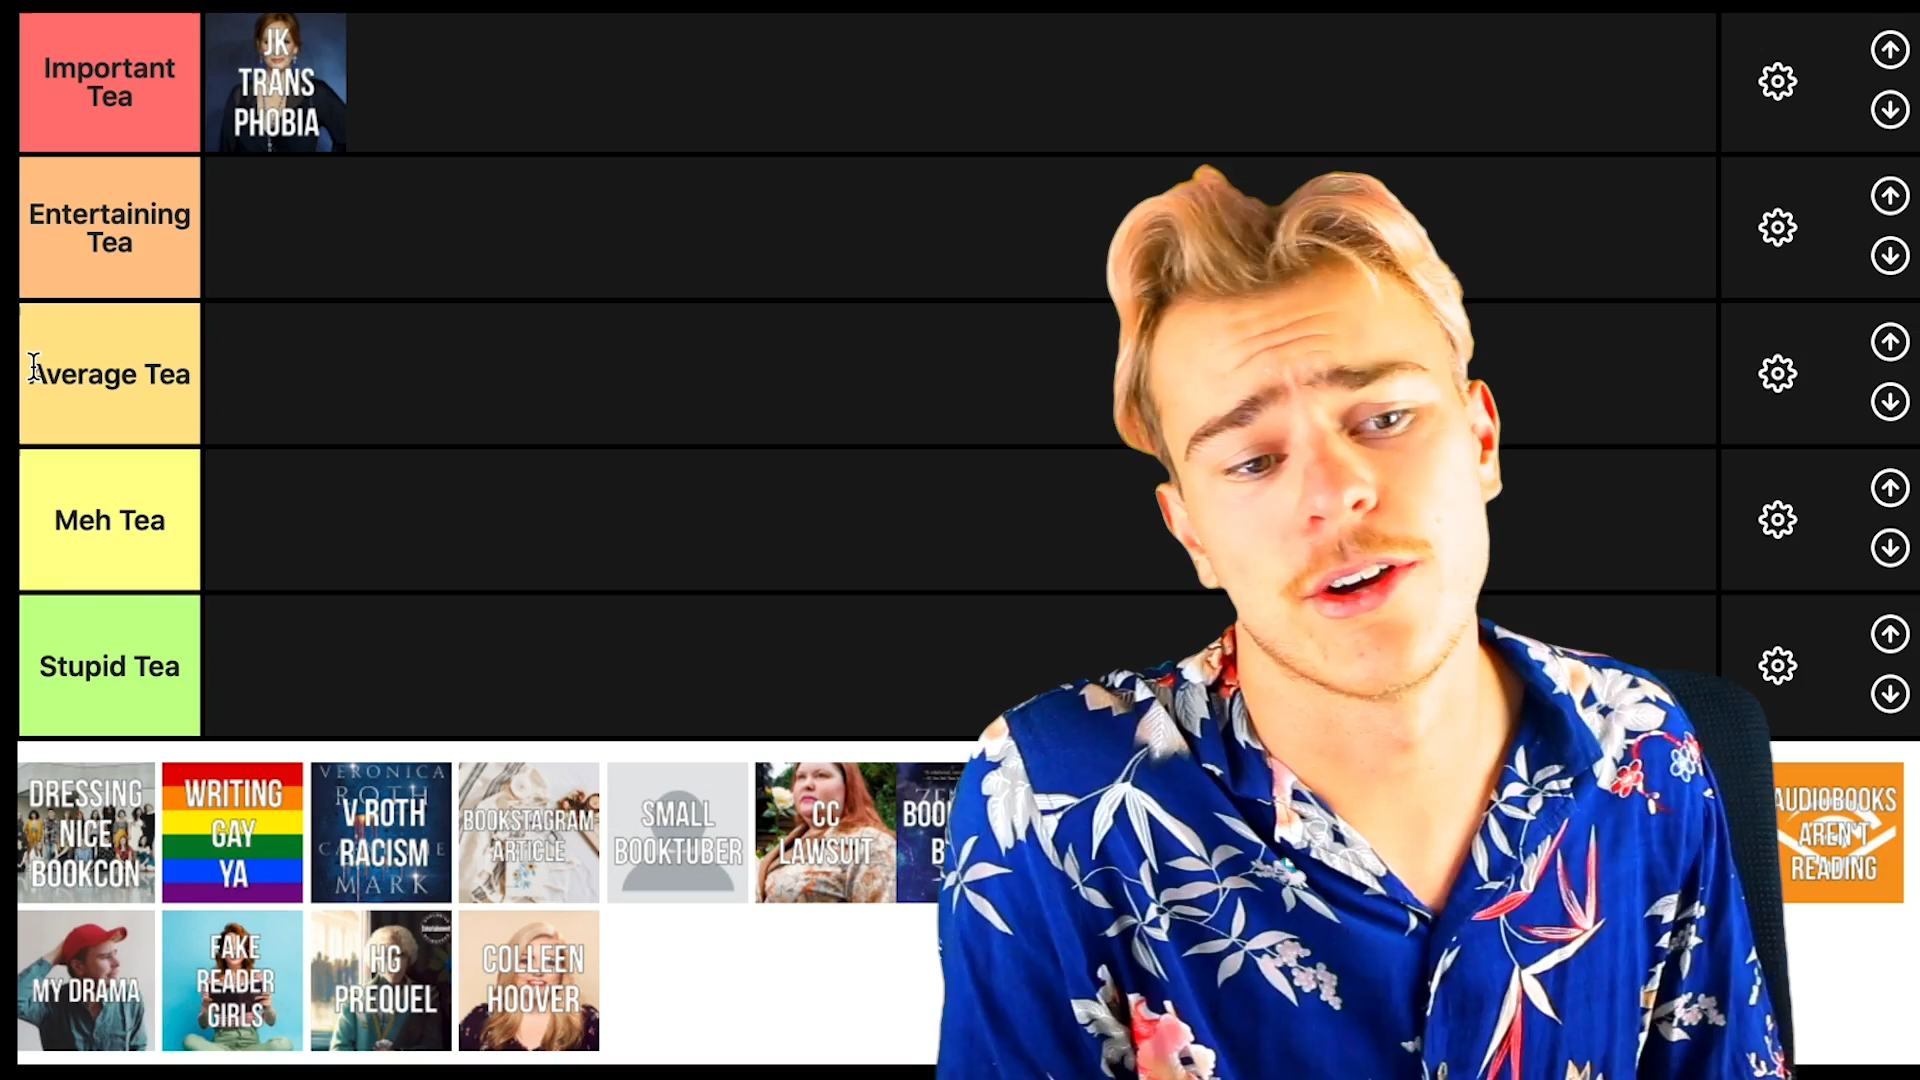 Important
Tea
JK
TRANS
PHOBIA
Entertaining
Tea
Average Tea
Meh Tea
Stupid Tea
DRESSING
NICE
BOOKCON
WRITING
GAY
YA
VERONICA
ROTH
V.ROTH
RACISM
MARK
BOOKSTAGRAM
ARTICLE
SMALL
BOOKTUBER
CC
LAWSUIT
AUDIOBOOKS
AREN'T
READING
MY DRAMA
FAKE
READER
GIRLS
HG
PREQUEL
COLLEEN
HOOVER